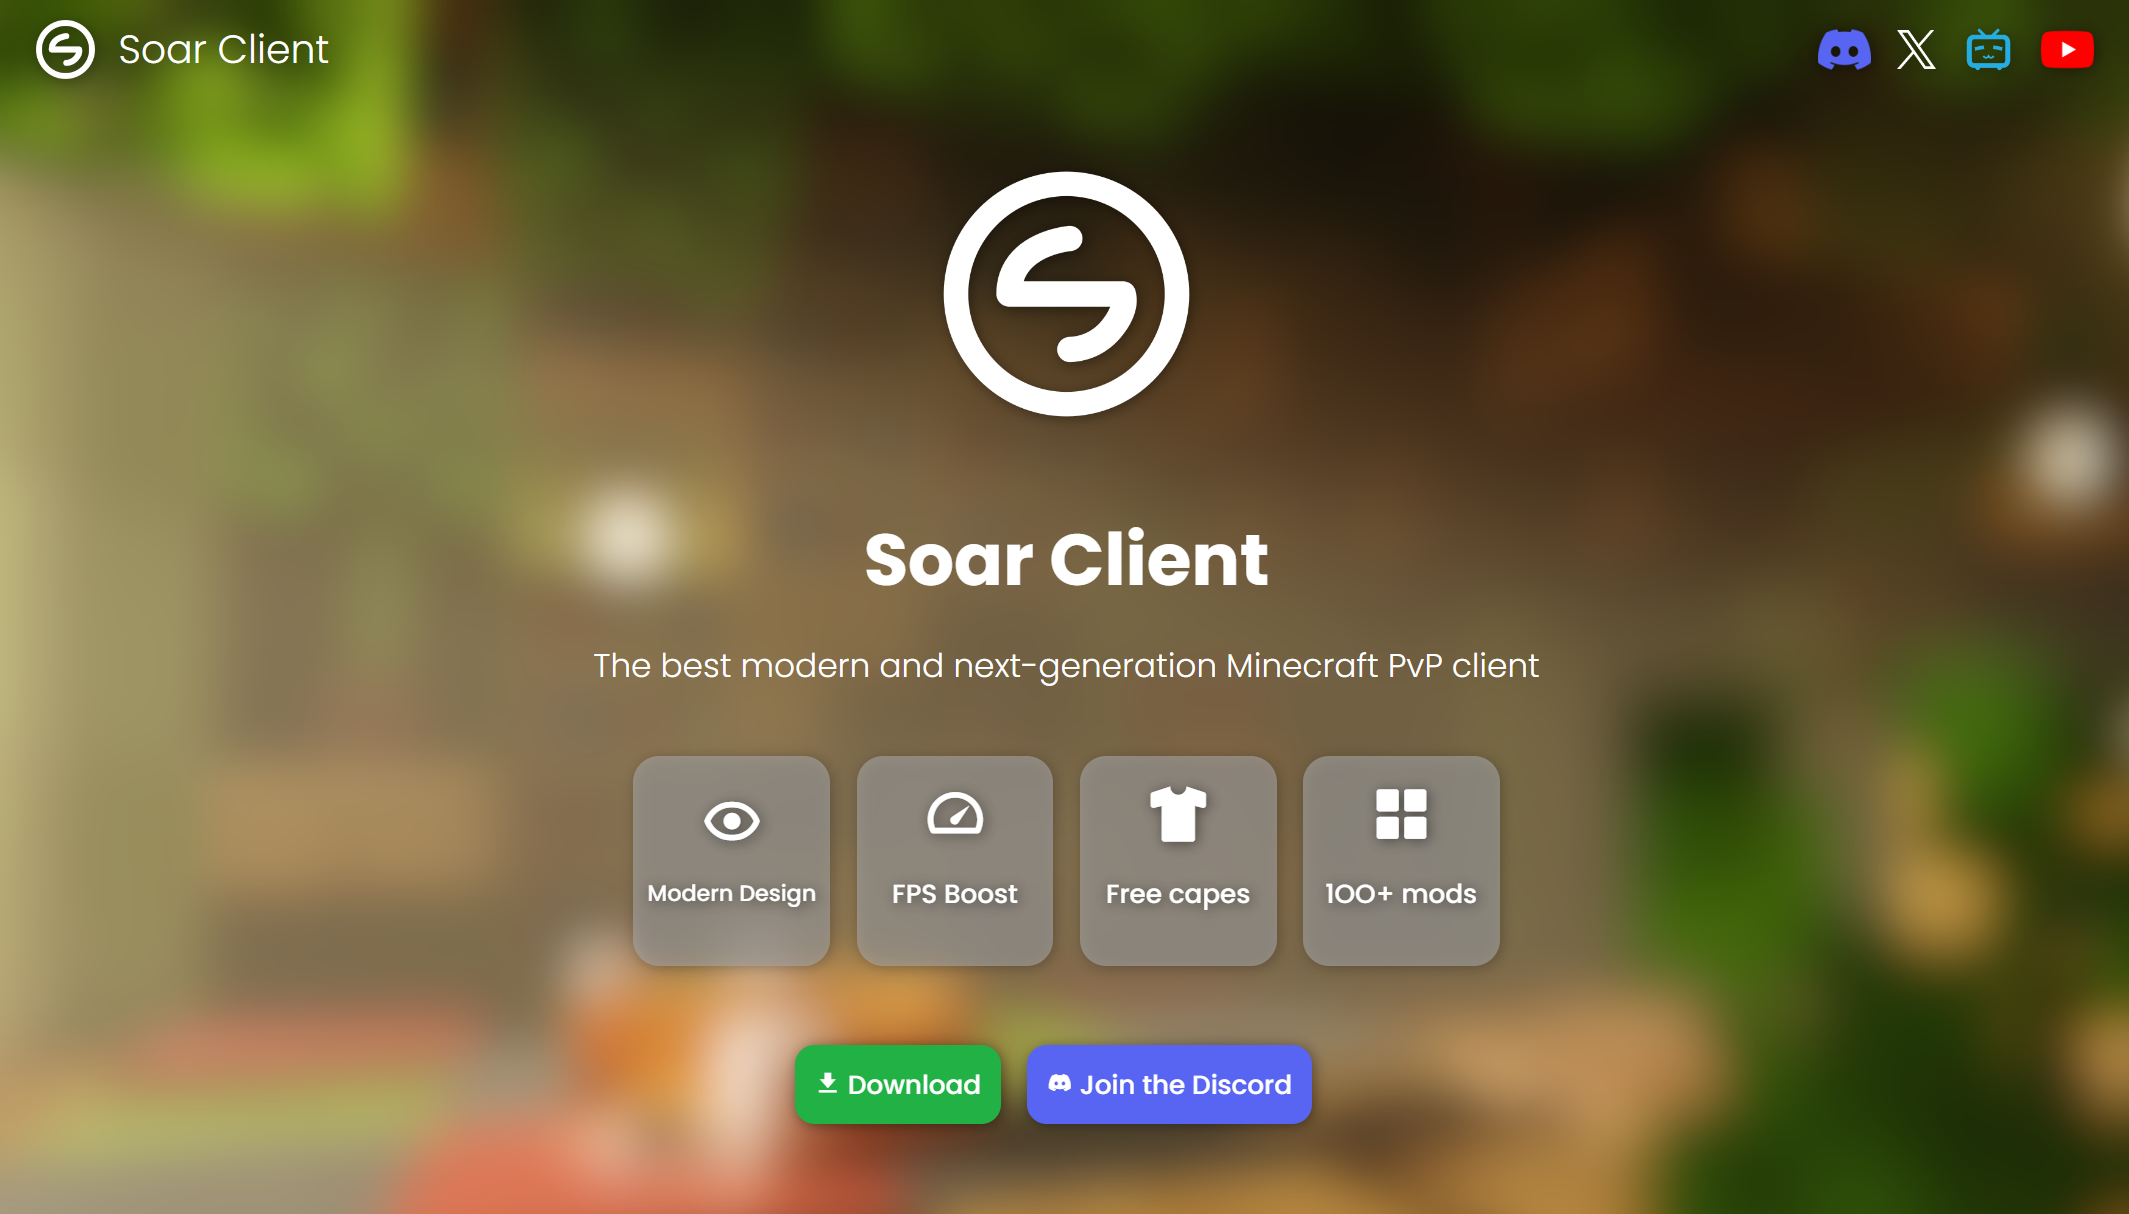 Soar Client
Soar Client
The best modern and next-generation Minecraft PvP client
Modern Design
FPS Boost
Free capes
100+ mods
Download
Join the Discord